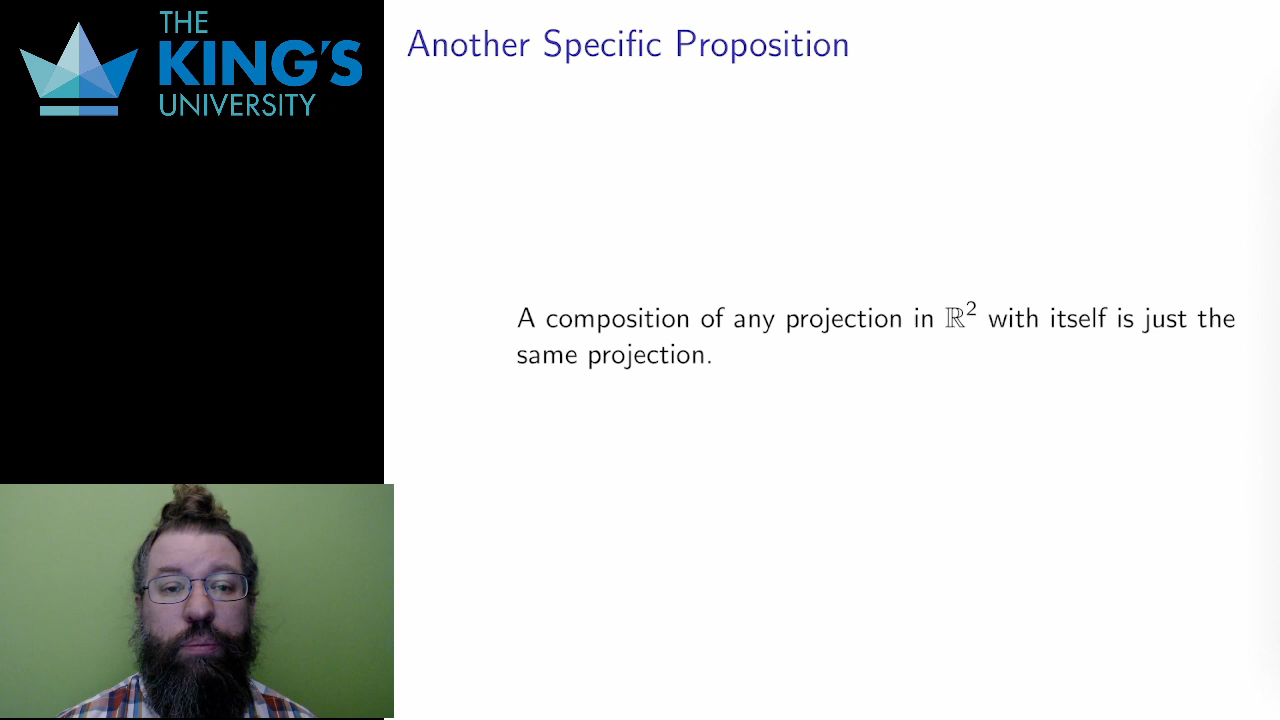 THE
KING'S
UNIVERSITY
Another Specific Proposition
A composition of any projection in ℝ² with itself is just the
same projection.